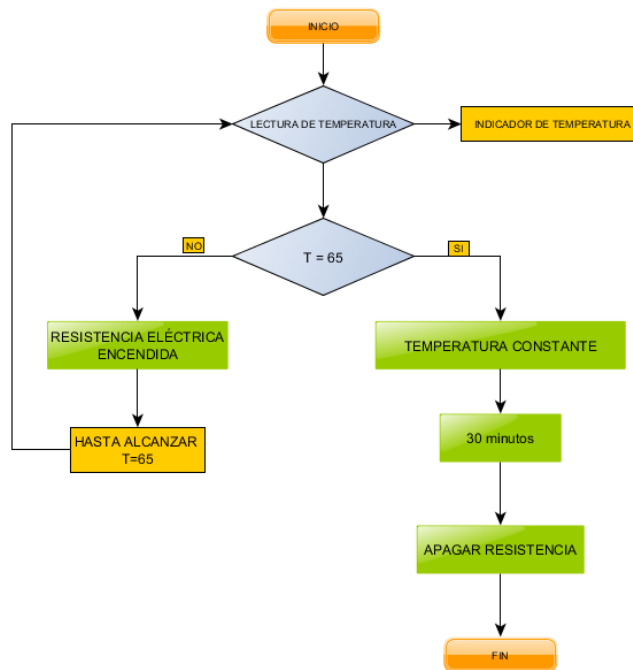 INICIO
LECTURA DE TEMPERATURA
INDICADOR DE TEMPERATURA
NO
T = 65
SI
RESISTENCIA ELÉCTRICA
ENCENDIDA
TEMPERATURA CONSTANTE
HASTA ALCANZAR
T=65
30 minutos
APAGAR RESISTENCIA
FIN